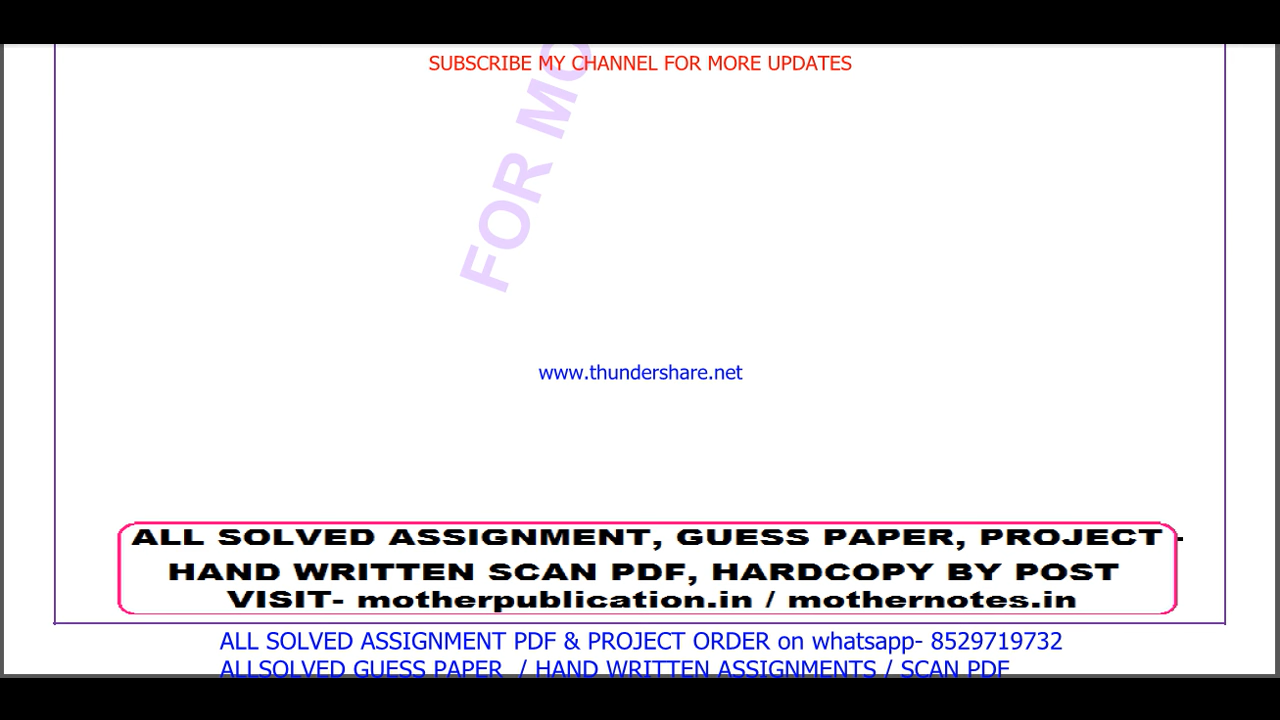 SUBSCRIBE MY CHANNEL FOR MORE UPDATES
FOR MO
www.thundershare.net
ALL SOLVED ASSIGNMENT, GUESS PAPER, PROJECT -
HAND WRITTEN SCAN PDF, HARDCOPY BY POST
VISIT- motherpublication.in / mothernotes.in
ALL SOLVED ASSIGNMENT PDF & PROJECT ORDER on whatsapp- 8529719732
ALLSOLVED GUESS PAPER / HAND WRITTEN ASSIGNMENTS / SCAN PDF